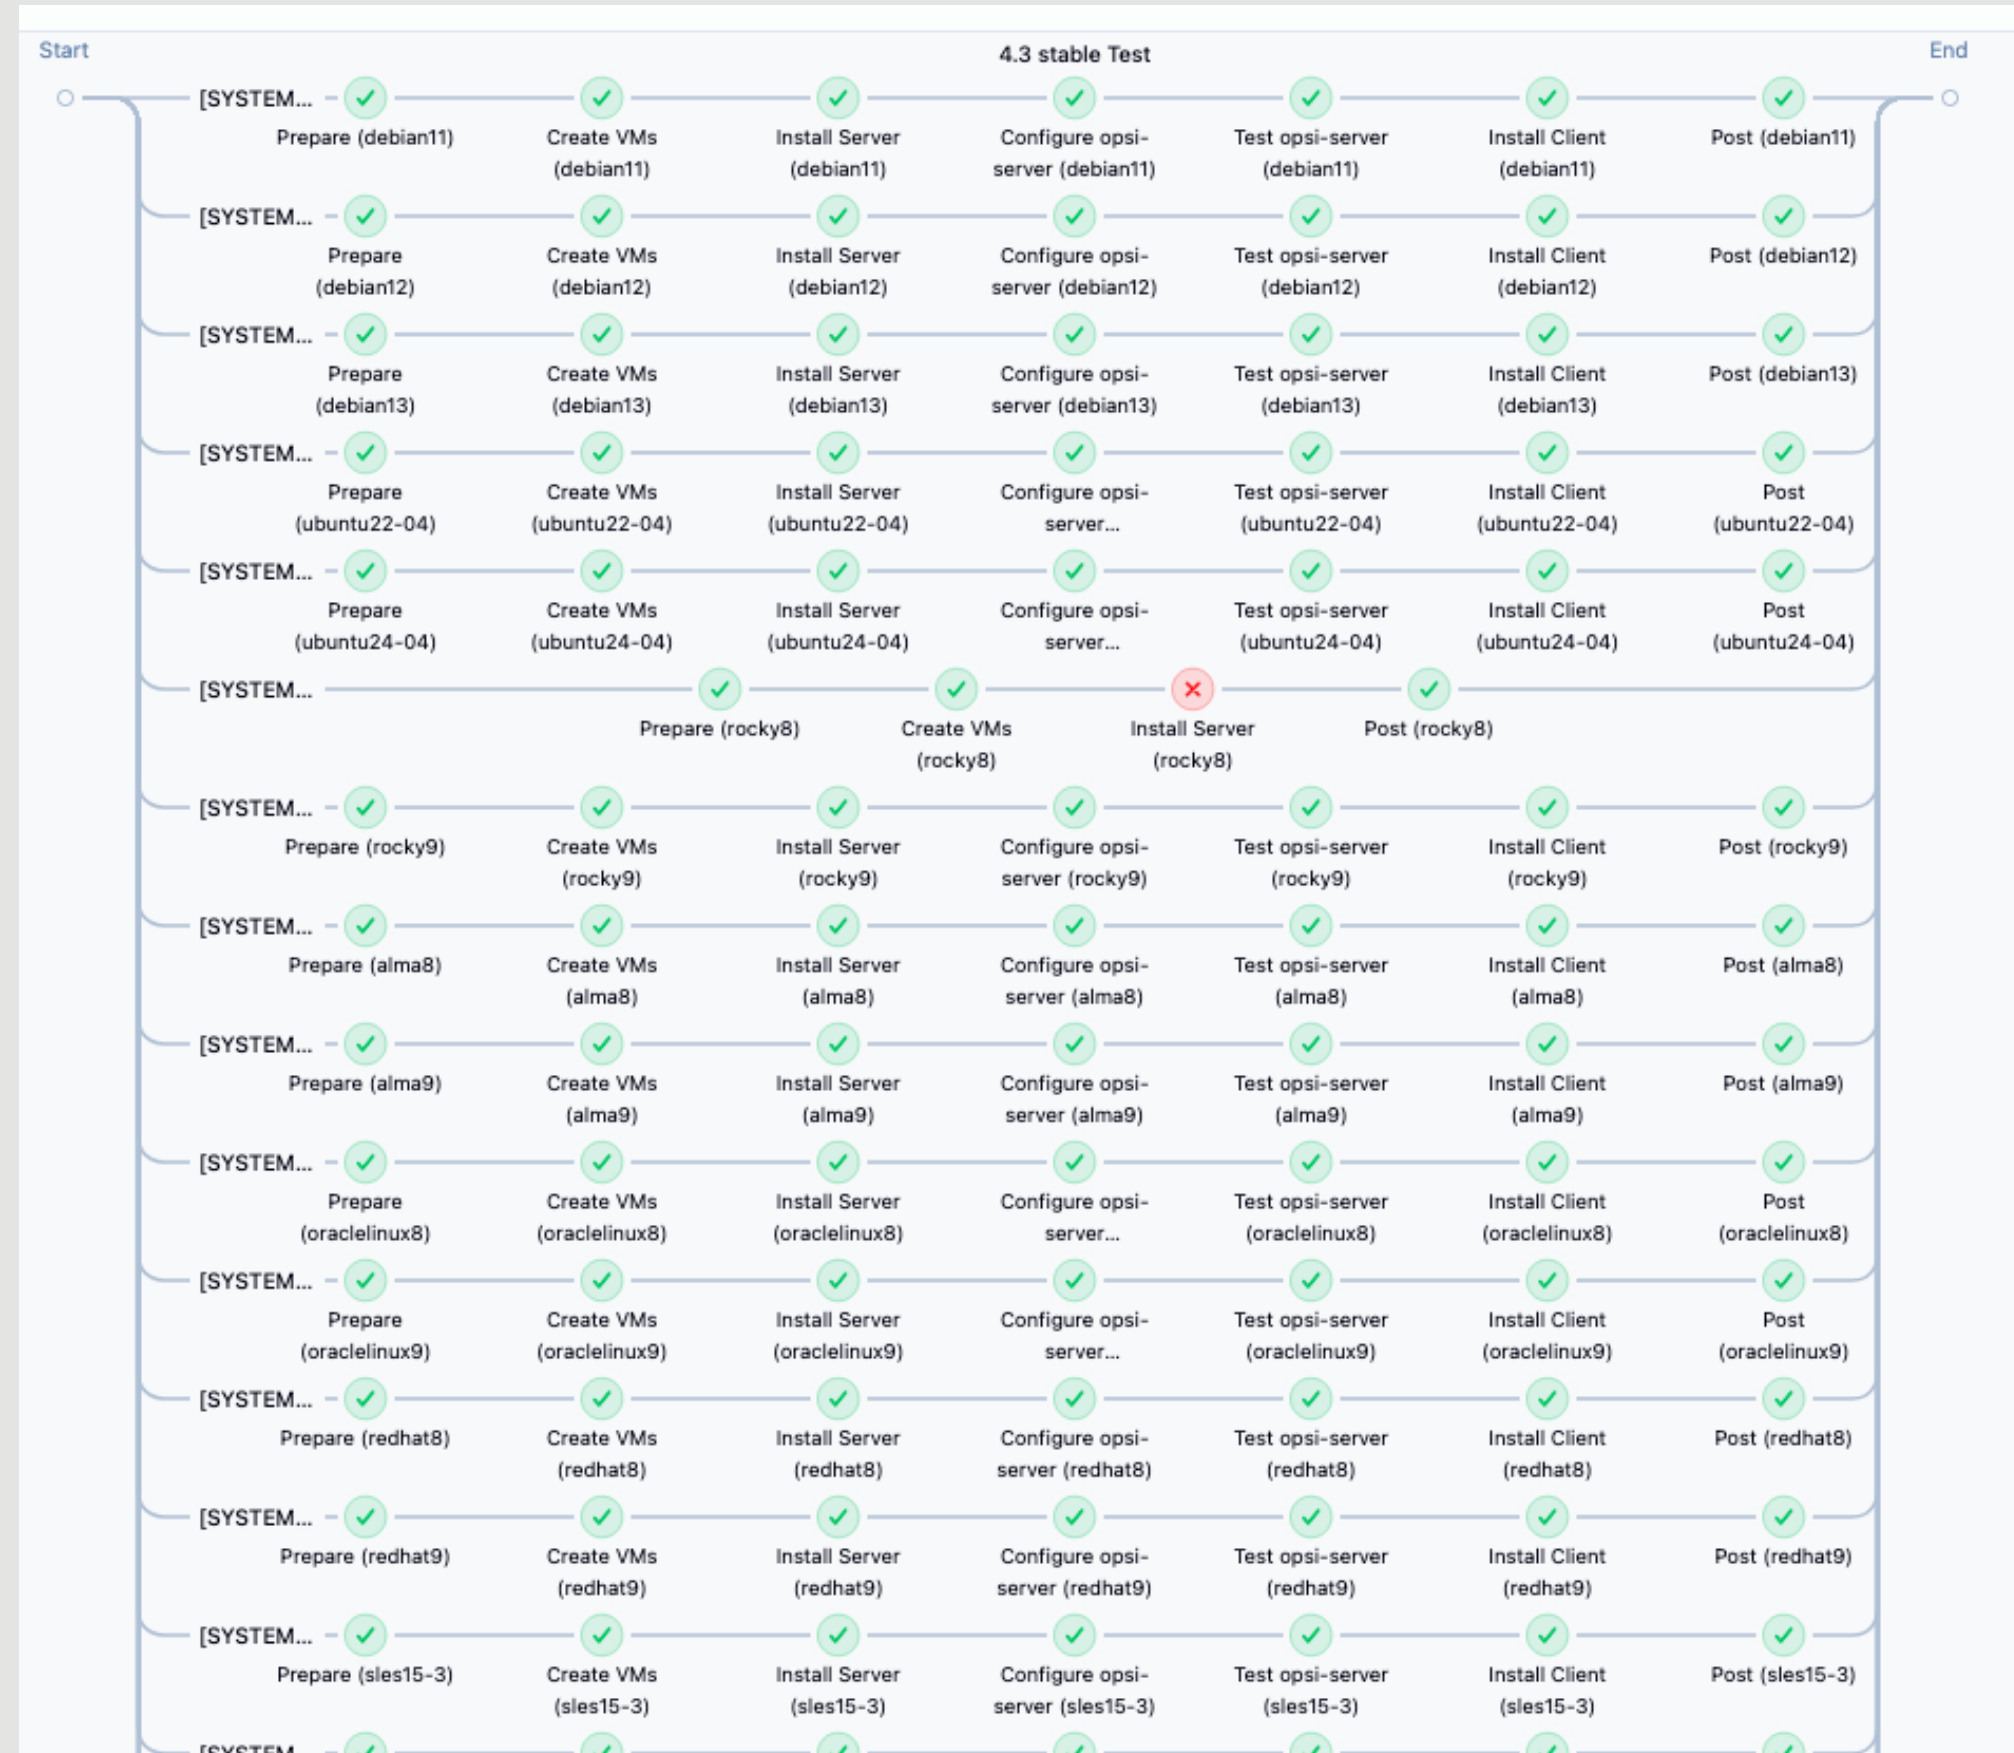 Start
4.3 stable Test
End
[SYSTEM...
Prepare (debian11)
Create VMs
(debian11)
Install Server
(debian11)
Configure opsi-
server (debian11)
Test opsi-server
(debian11)
Install Client
(debian11)
Post (debian11)
[SYSTEM...
Prepare
(debian12)
Create VMs
(debian12)
Install Server
(debian12)
Configure opsi-
server (debian12)
Test opsi-server
(debian12)
Install Client
(debian12)
Post (debian12)
[SYSTEM...
Prepare
(debian13)
Create VMs
(debian13)
Install Server
(debian13)
Configure opsi-
server (debian13)
Test opsi-server
(debian13)
Install Client
(debian13)
Post (debian13)
[SYSTEM...
Prepare
(ubuntu22-04)
Create VMs
(ubuntu22-04)
Install Server
(ubuntu22-04)
Configure opsi-
server...
Test opsi-server
(ubuntu22-04)
Install Client
(ubuntu22-04)
Post
(ubuntu22-04)
[SYSTEM...
Prepare
(ubuntu24-04)
Create VMs
(ubuntu24-04)
Install Server
(ubuntu24-04)
Configure opsi-
server...
Test opsi-server
(ubuntu24-04)
Install Client
(ubuntu24-04)
Post
(ubuntu24-04)
[SYSTEM...
Prepare (rocky8)
Create VMs
(rocky8)
Install Server
(rocky8)
Post (rocky8)
[SYSTEM...
Prepare (rocky9)
Create VMs
(rocky9)
Install Server
(rocky9)
Configure opsi-
server (rocky9)
Test opsi-server
(rocky9)
Install Client
(rocky9)
Post (rocky9)
[SYSTEM...
Prepare (alma8)
Create VMs
(alma8)
Install Server
(alma8)
Configure opsi-
server (alma8)
Test opsi-server
(alma8)
Install Client
(alma8)
Post (alma8)
[SYSTEM...
Prepare (alma9)
Create VMs
(alma9)
Install Server
(alma9)
Configure opsi-
server (alma9)
Test opsi-server
(alma9)
Install Client
(alma9)
Post (alma9)
[SYSTEM...
Prepare
(oraclelinux8)
Create VMs
(oraclelinux8)
Install Server
(oraclelinux8)
Configure opsi-
server...
Test opsi-server
(oraclelinux8)
Install Client
(oraclelinux8)
Post
(oraclelinux8)
[SYSTEM...
Prepare
(oraclelinux9)
Create VMs
(oraclelinux9)
Install Server
(oraclelinux9)
Configure opsi-
server...
Test opsi-server
(oraclelinux9)
Install Client
(oraclelinux9)
Post
(oraclelinux9)
[SYSTEM...
Prepare (redhat8)
Create VMs
(redhat8)
Install Server
(redhat8)
Configure opsi-
server (redhat8)
Test opsi-server
(redhat8)
Install Client
(redhat8)
Post (redhat8)
[SYSTEM...
Prepare (redhat9)
Create VMs
(redhat9)
Install Server
(redhat9)
Configure opsi-
server (redhat9)
Test opsi-server
(redhat9)
Install Client
(redhat9)
Post (redhat9)
[SYSTEM...
Prepare (sles15-3)
Create VMs
(sles15-3)
Install Server
(sles15-3)
Configure opsi-
server (sles15-3)
Test opsi-server
(sles15-3)
Install Client
(sles15-3)
Post (sles15-3)
[SYSTEM...